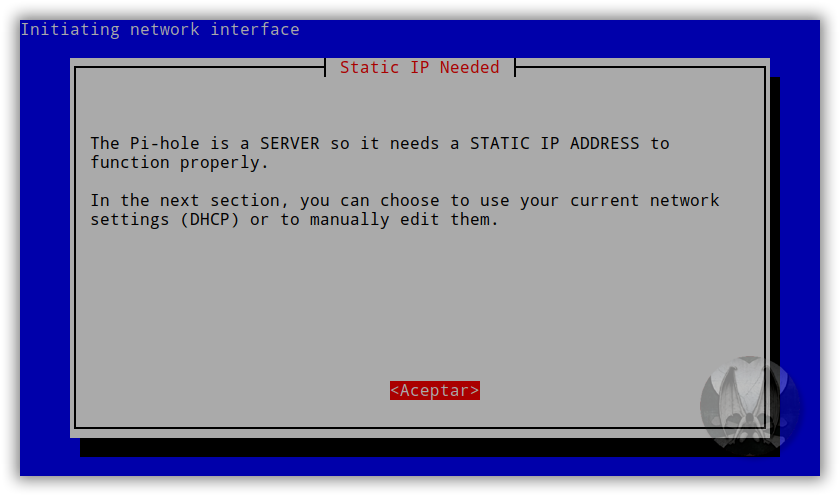 Initiating network interface
Static IP Needed
The Pi-hole is a SERVER so it needs a STATIC IP ADDRESS to
function properly.
In the next section, you can choose to use your current network
settings (DHCP) or to manually edit them.
<Aceptar>